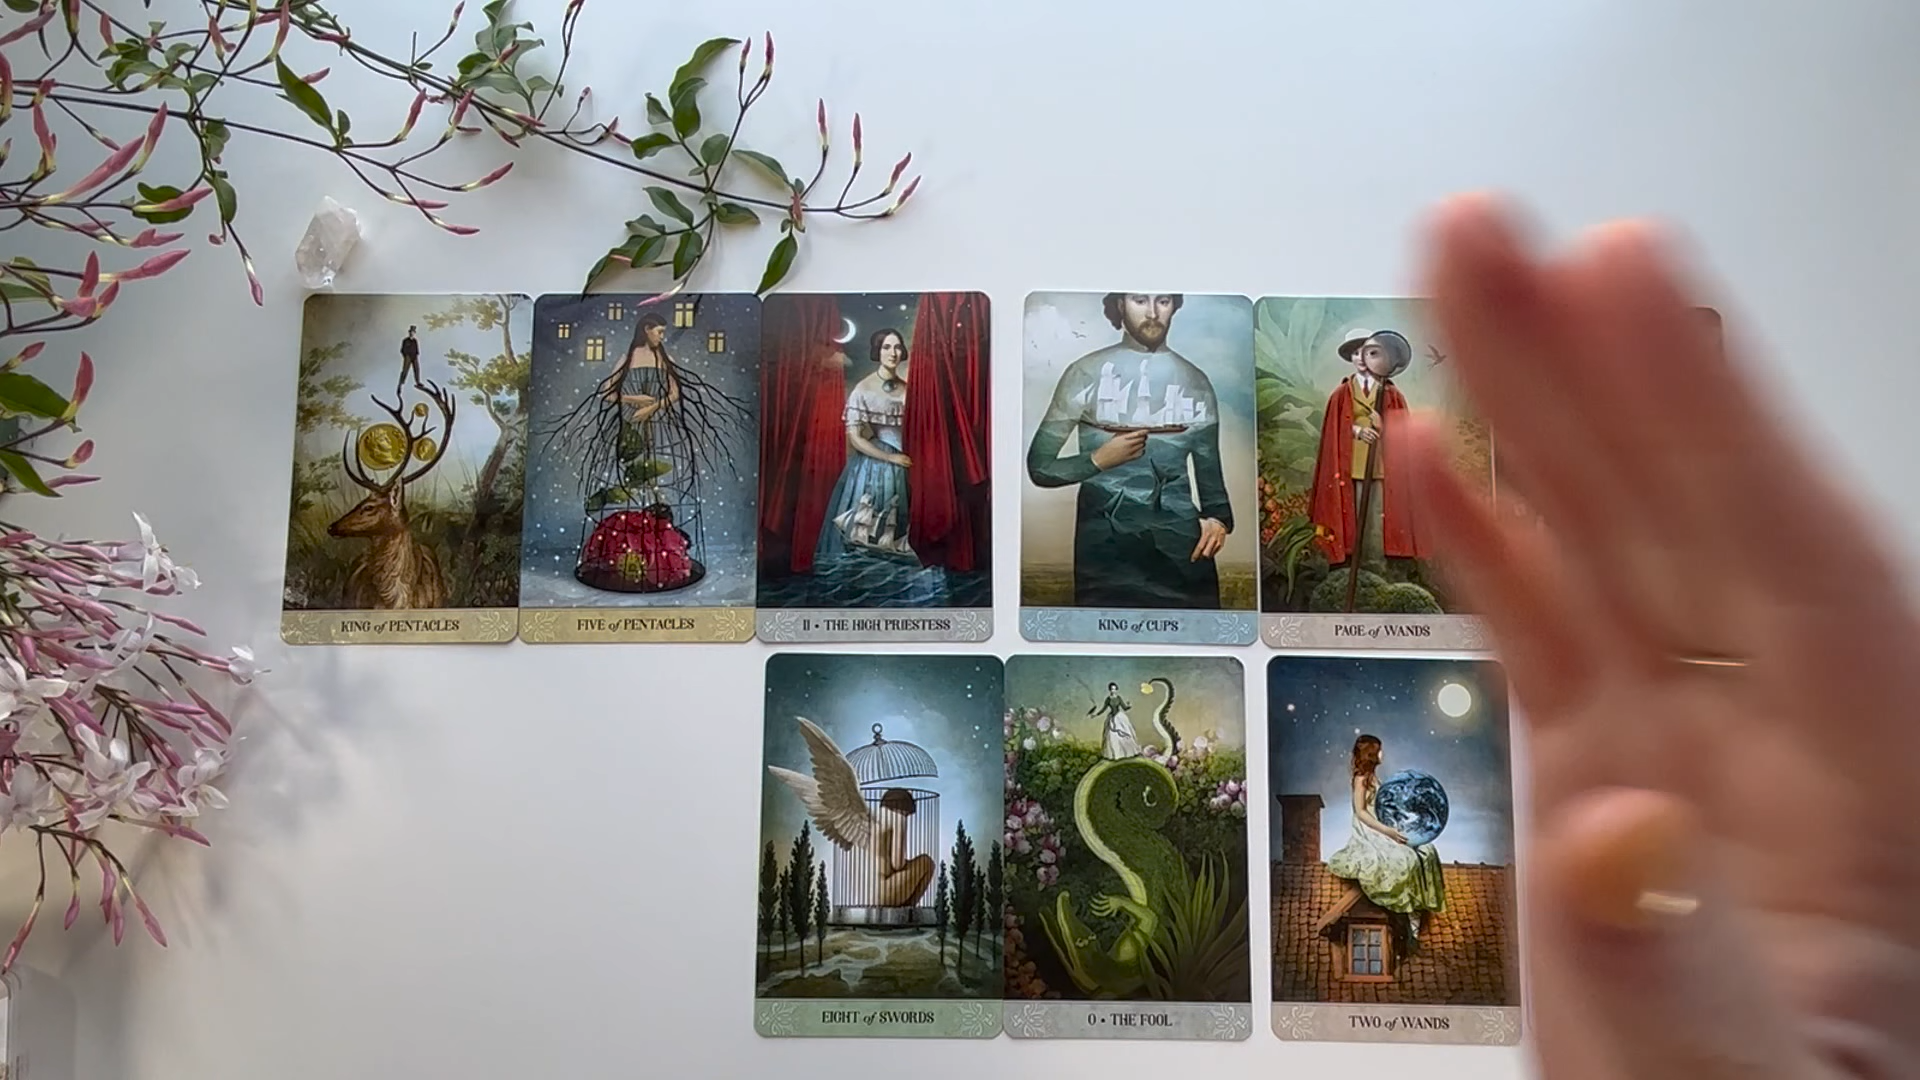 KING of PENTACLES
FIVE of PENTACLES
II • THE HIGH PRIESTESS
KING of CUPS
PAGE of WANDS
EIGHT of SWORDS
0 • THE FOOL
TWO of WANDS